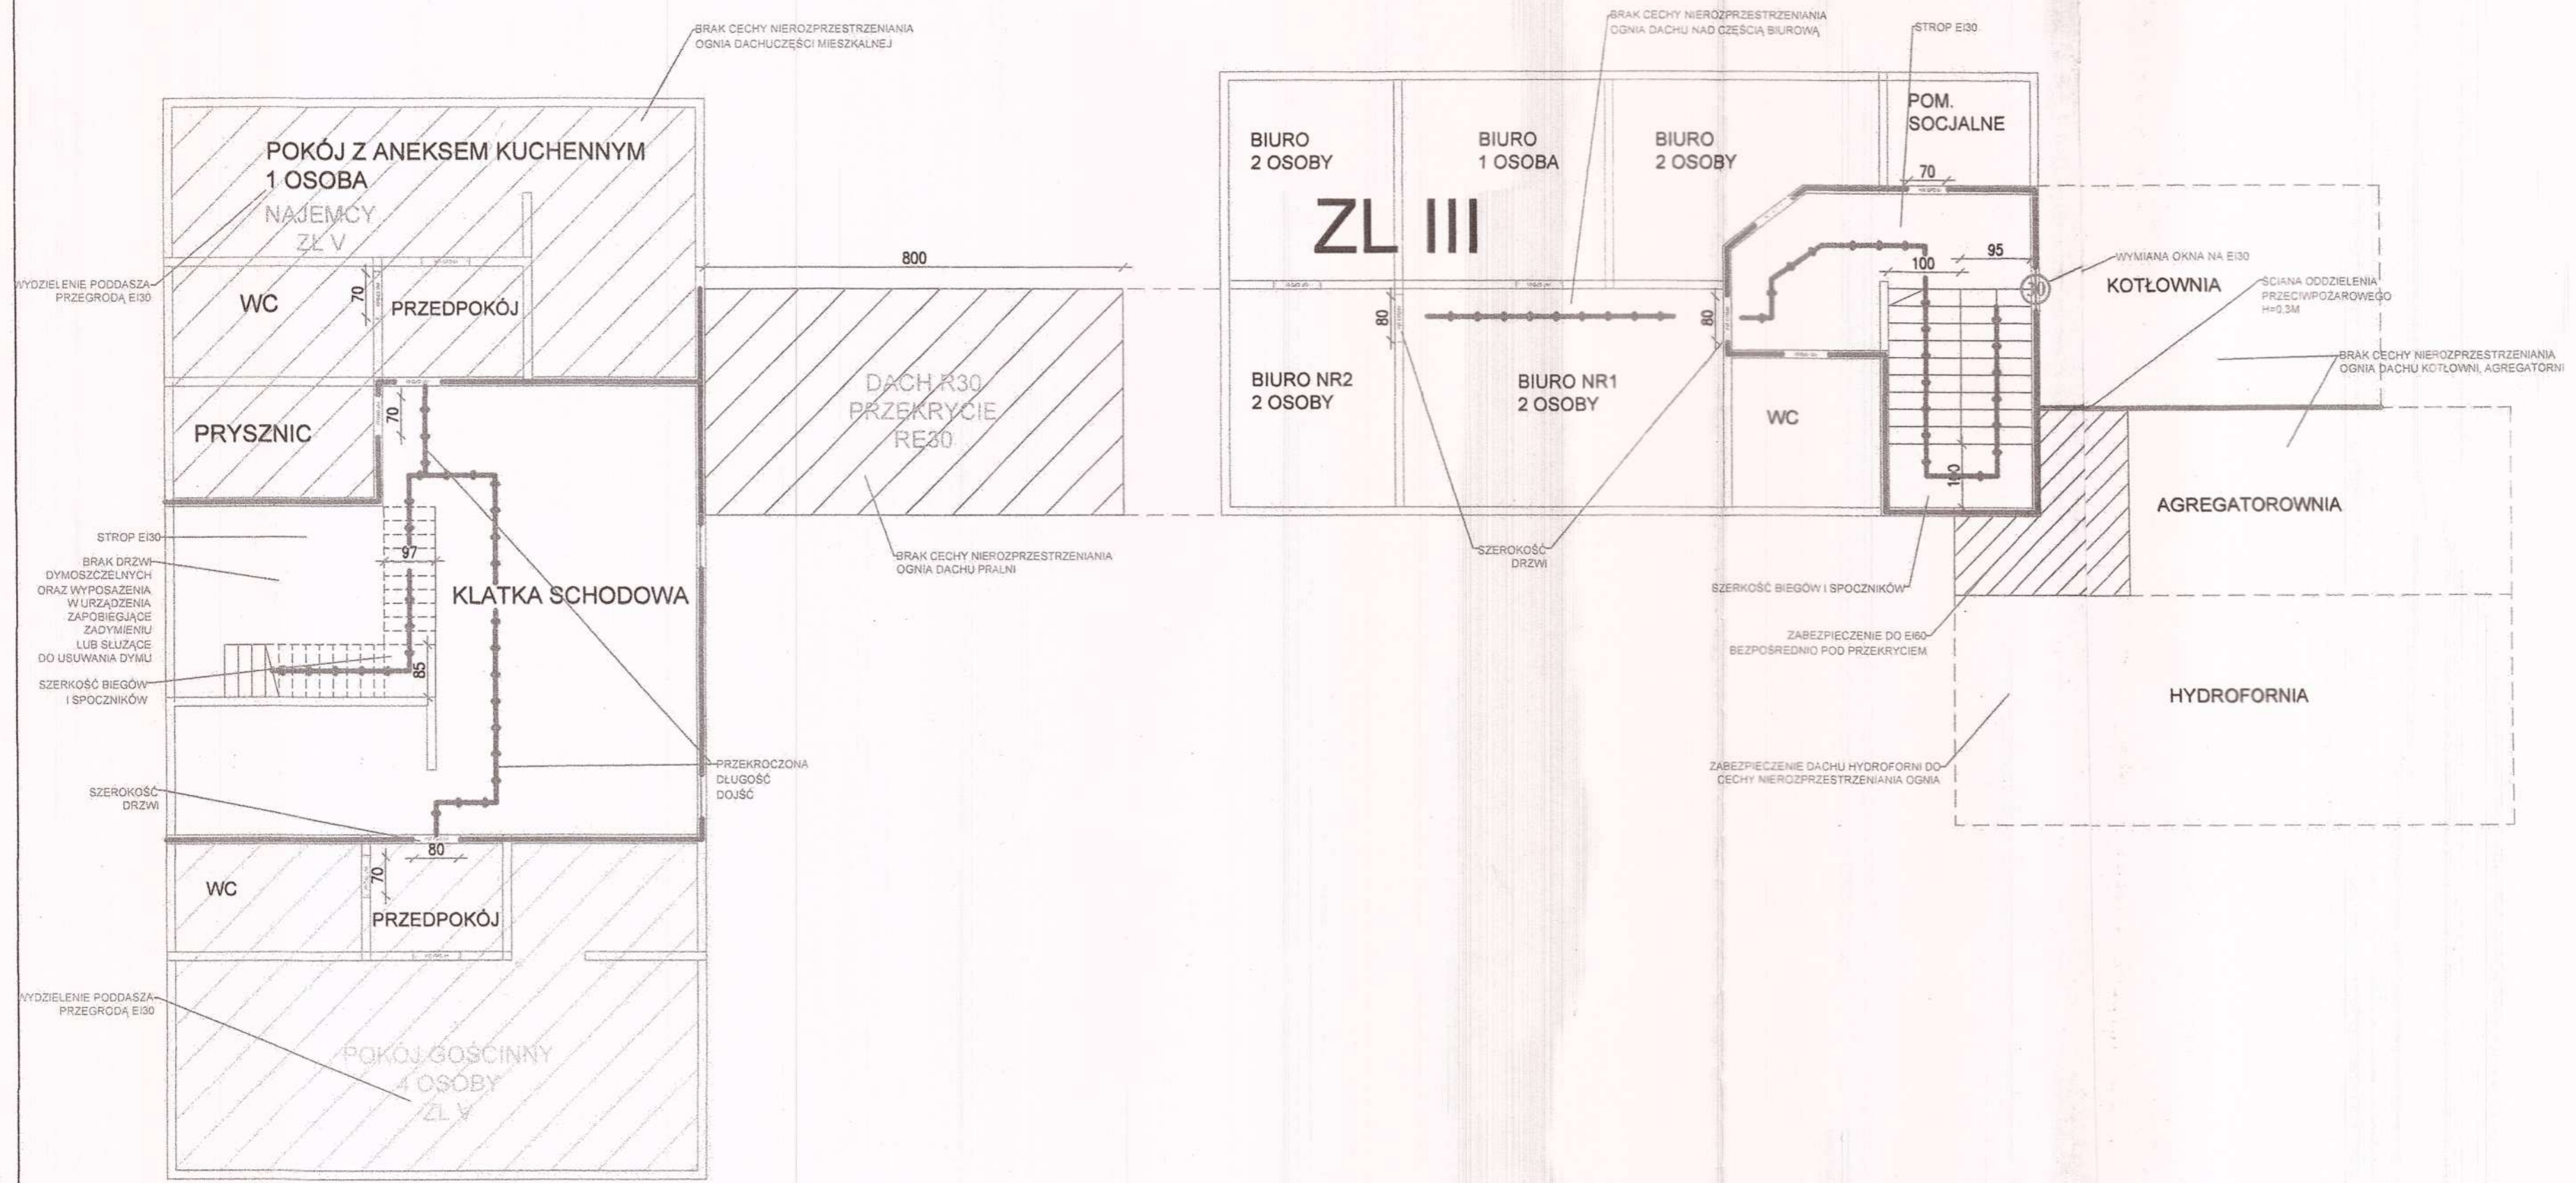 BRAK CECHY NIEROZPRZESTRZENIANIA
OGNIA DACHUCZĘŚCI MIESZKALNEJ
POKÓJ Z ANEKSEM KUCHENNYM
1 OSOBA
NAJEMCY
ZL V
WYDZIELENIE PODDASZA
PRZEGRODĄ EI30
WC
70
PRZEDPOKÓJ
800
PRYSZNIC
70
DACH R30
PRZEKRYCIE
RE30
BRAK CECHY NIEROZPRZESTRZENIANIA
OGNIA DACHU PRALNI
STROP EI30
BRAK DRZWI
DYMOSZCZELNYCH
ORAZ WYPOSAŻENIA
W URZĄDZENIA
ZAPOBIEGJĄCE
ZADYMIENIU
LUB SŁUŻĄCE
DO USUWANIA DYMU
97
KLATKA SCHODOWA
85
SZERKOŚĆ BIEGÓW
I SPOCZNIKÓW
PRZEKROCZONA
DŁUGOŚĆ
DOJŚĆ
SZEROKOŚĆ
DRZWI
80
WC
70
PRZEDPOKÓJ
WYDZIELENIE PODDASZA
PRZEGRODĄ EI30
POKÓJ GOŚCINNY
4 OSOBY
ZL V
BRAK CECHY NIEROZPRZESTRZENIANIA
OGNIA DACHU NAD CZĘŚCIĄ BIUROWĄ
STROP EI30
BIURO
2 OSOBY
BIURO
1 OSOBA
BIURO
2 OSOBY
POM.
SOCJALNE
70
ZL III
95
100
30
WYMIANA OKNA NA EI30
KOTŁOWNIA
ŚCIANA ODDZIELENIA
PRZECIWPOŻAROWEGO
H=0.3M
80
80
BRAK CECHY NIEROZPRZESTRZENIANIA
OGNIA DACHU KOTŁOWNI, AGREGATORNI
BIURO NR2
2 OSOBY
BIURO NR1
2 OSOBY
WC
100
AGREGATOROWNIA
SZEROKOŚĆ
DRZWI
SZERKOŚĆ BIEGÓW I SPOCZNIKÓW
ZABEZPIECZENIE DO EI60
BEZPOŚREDNIO POD PRZEKRYCIEM
HYDROFORNIA
ZABEZPIECZENIE DACHU HYDROFORNI DO
CECHY NIEROZPRZESTRZENIANIA OGNIA